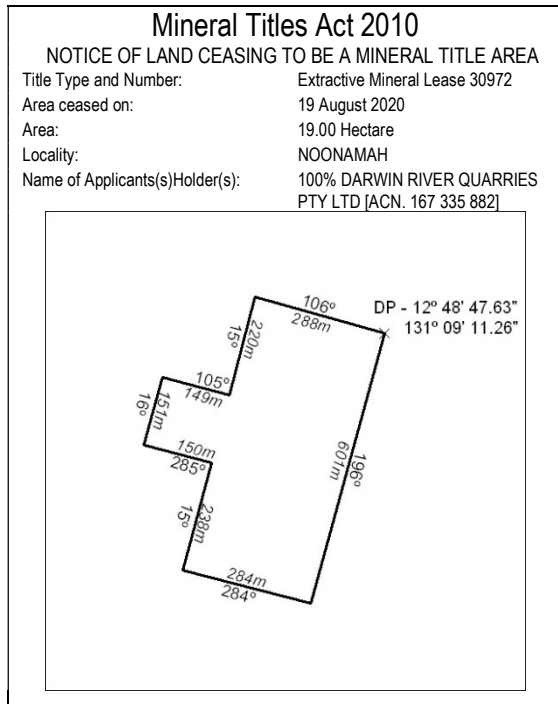 Mineral Titles Act 2010
NOTICE OF LAND CEASING TO BE A MINERAL TITLE AREA
Title Type and Number: Extractive Mineral Lease 30972
Area ceased on: 19 August 2020
Area: 19.00 Hectare
Locality: NOONAMAH
Name of Applicants(s)Holder(s): 100% DARWIN RIVER QUARRIES
PTY LTD [ACN. 167 335 882]
106º
288m
DP - 12º 48' 47.63"
131º 09' 11.26"
15º
220m
105º
149m
16º
151m
150m
285º
196º
601m
15º
238m
284m
284º